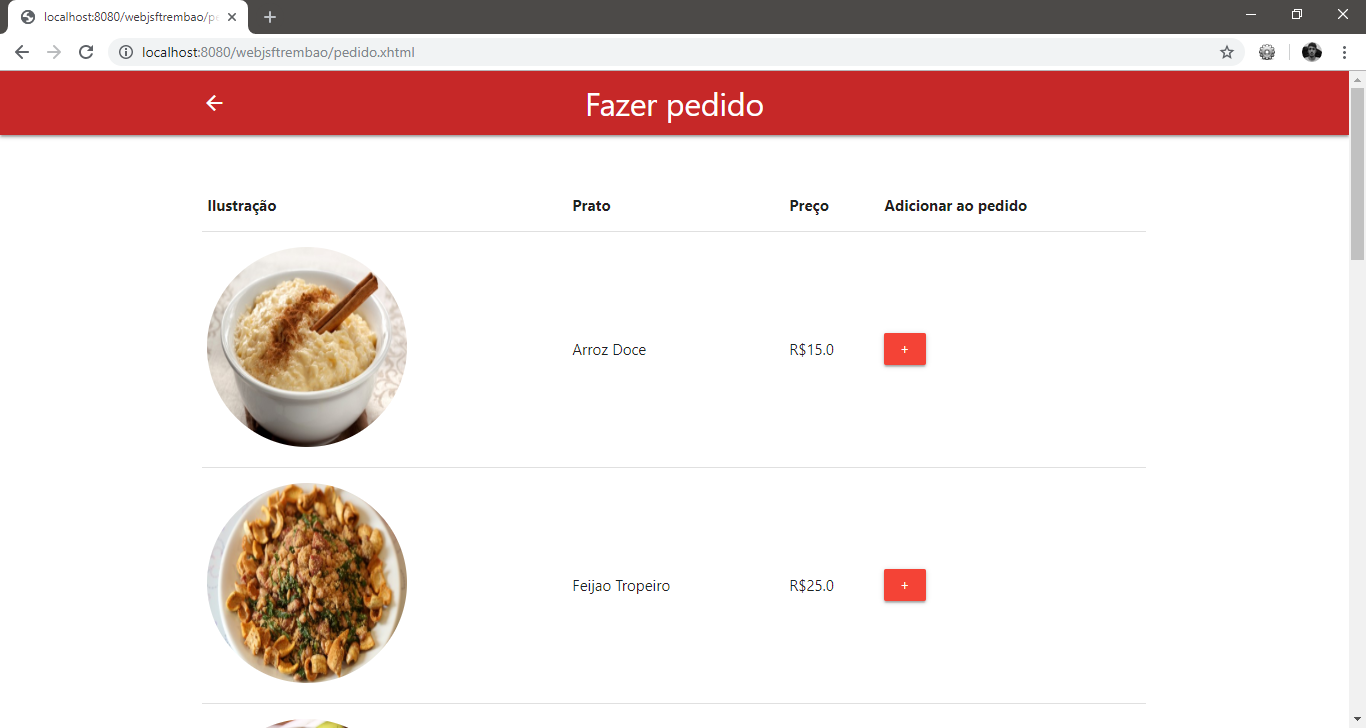 localhost:8080/webjsftrembao/pe
localhost:8080/webjsftrembao/pedido.xhtml
Fazer pedido
Ilustração Prato Preço Adicionar ao pedido
Arroz Doce R$15.0 +
Feijao Tropeiro R$25.0 +